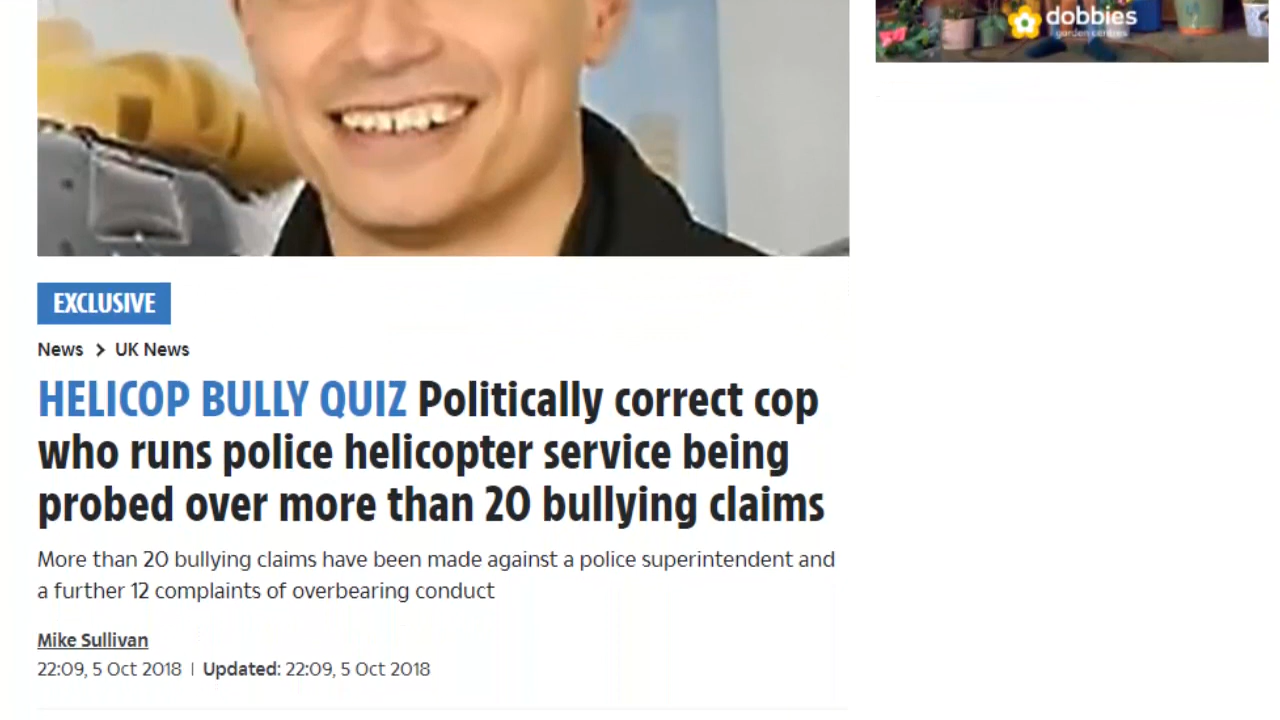 dobbies
garden centres
EXCLUSIVE
News > UK News
HELICOP BULLY QUIZ Politically correct cop
who runs police helicopter service being
probed over more than 20 bullying claims
More than 20 bullying claims have been made against a police superintendent and
a further 12 complaints of overbearing conduct
Mike Sullivan
22:09, 5 Oct 2018 | Updated: 22:09, 5 Oct 2018